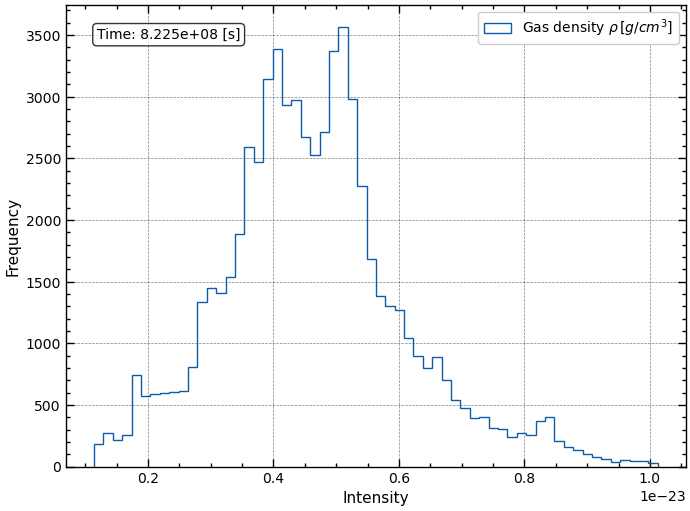 Time: 8.225e+08 [s]
Gas density ρ [g/cm³]
3500
3000
2500
2000
1500
1000
500
0
Frequency
0.2 0.4 0.6 0.8 1.0
1e−23
Intensity